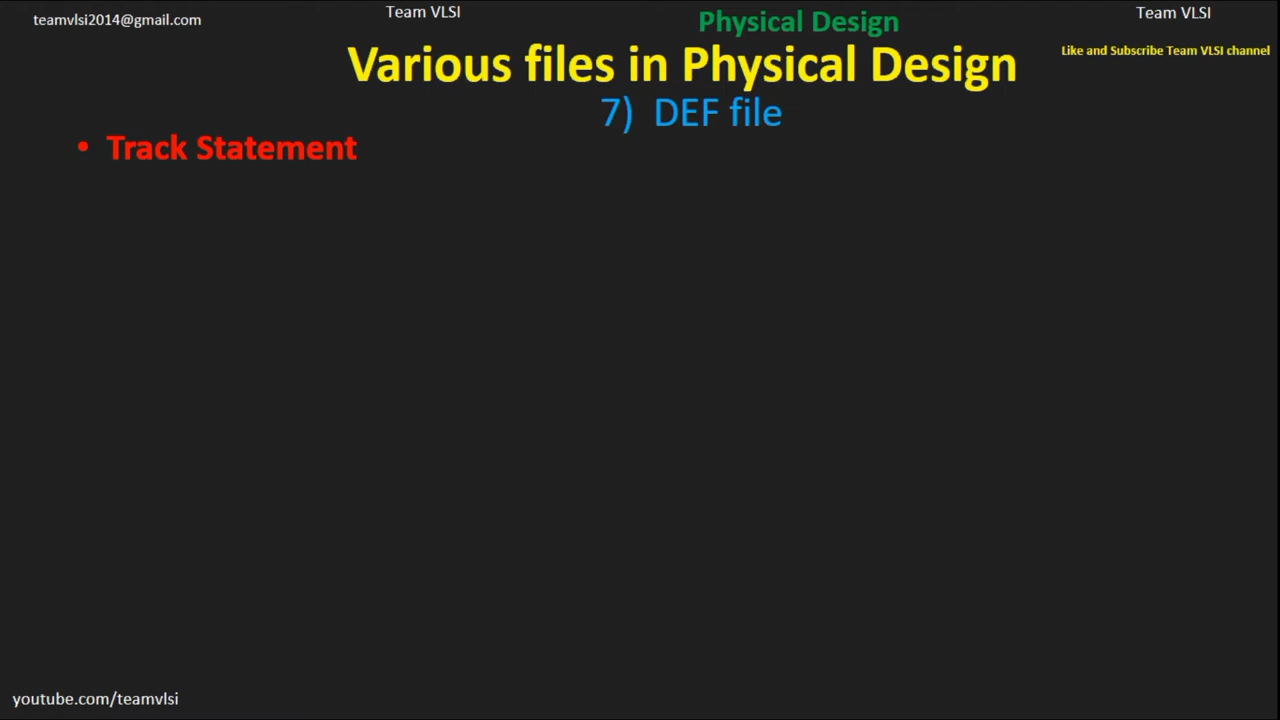 teamvlsi2014@gmail.com
Team VLSI
Physical Design
Team VLSI
Various files in Physical Design
Like and Subscribe Team VLSI channel
7) DEF file
• Track Statement
youtube.com/teamvlsi